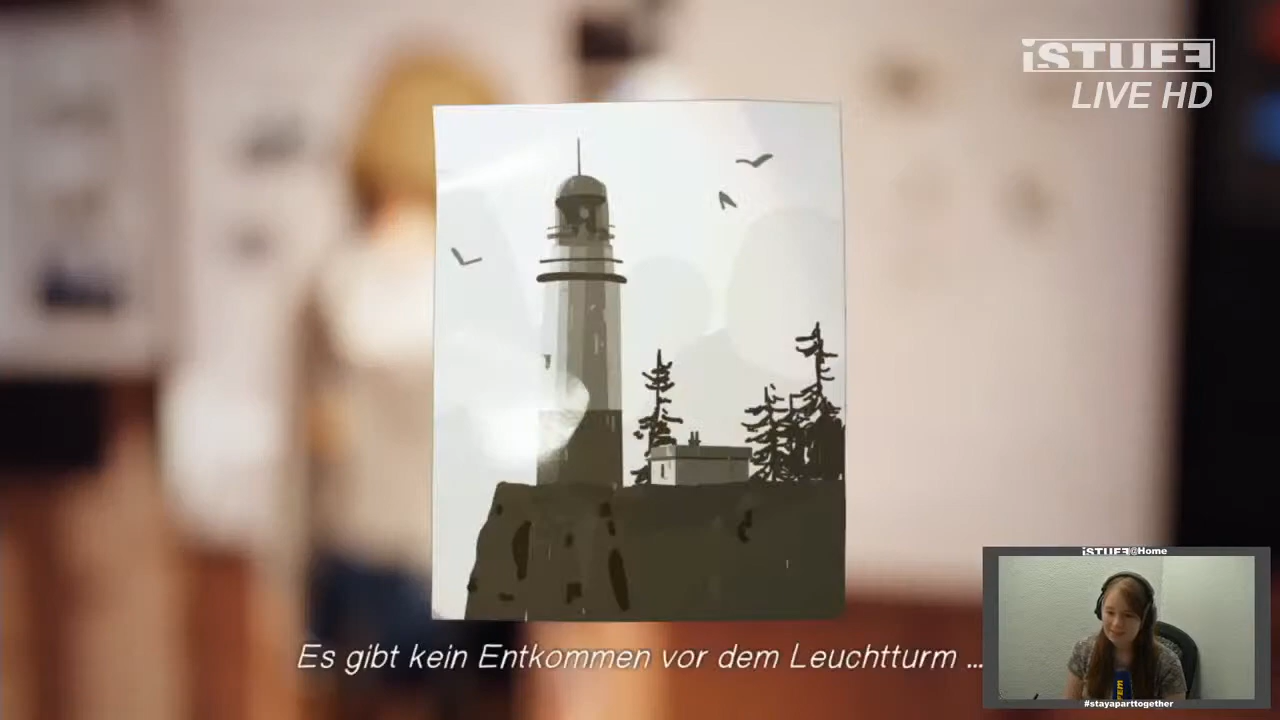 iSTUFF
LIVE HD
Es gibt kein Entkommen vor dem Leuchtturm ...
iSTUFF@Home
#stayaparttogether